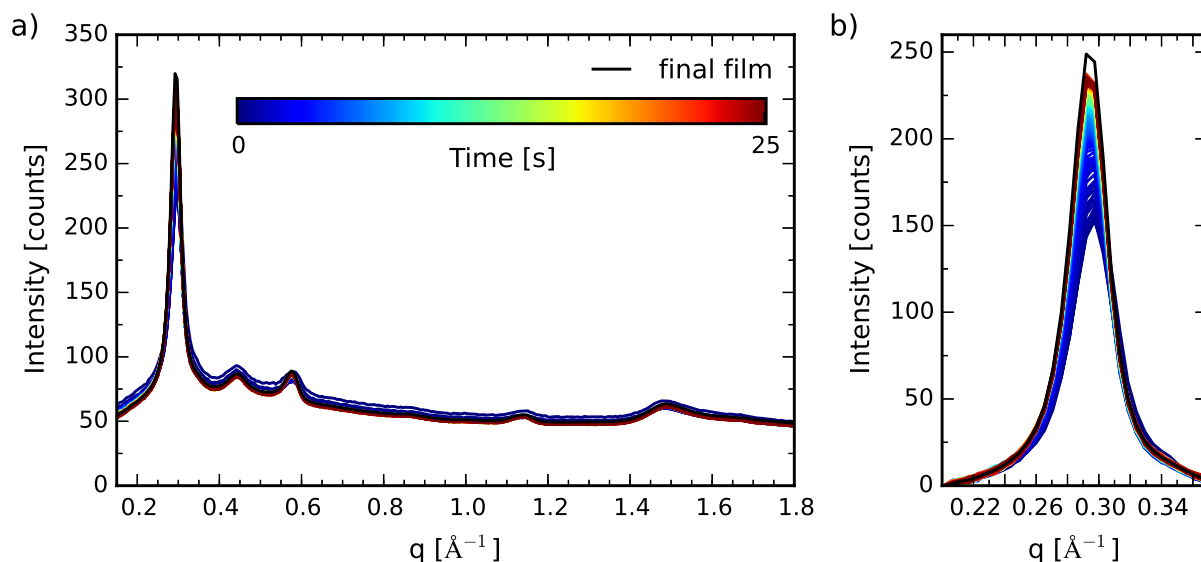 a)
350
300
250
200
150
100
50
0
Intensity [counts]
final film
0
25
Time [s]
0.2 0.4 0.6 0.8 1.0 1.2 1.4 1.6 1.8
q [Å⁻¹]
b)
250
200
150
100
50
0
Intensity [counts]
0.22 0.26 0.30 0.34
q [Å⁻¹]